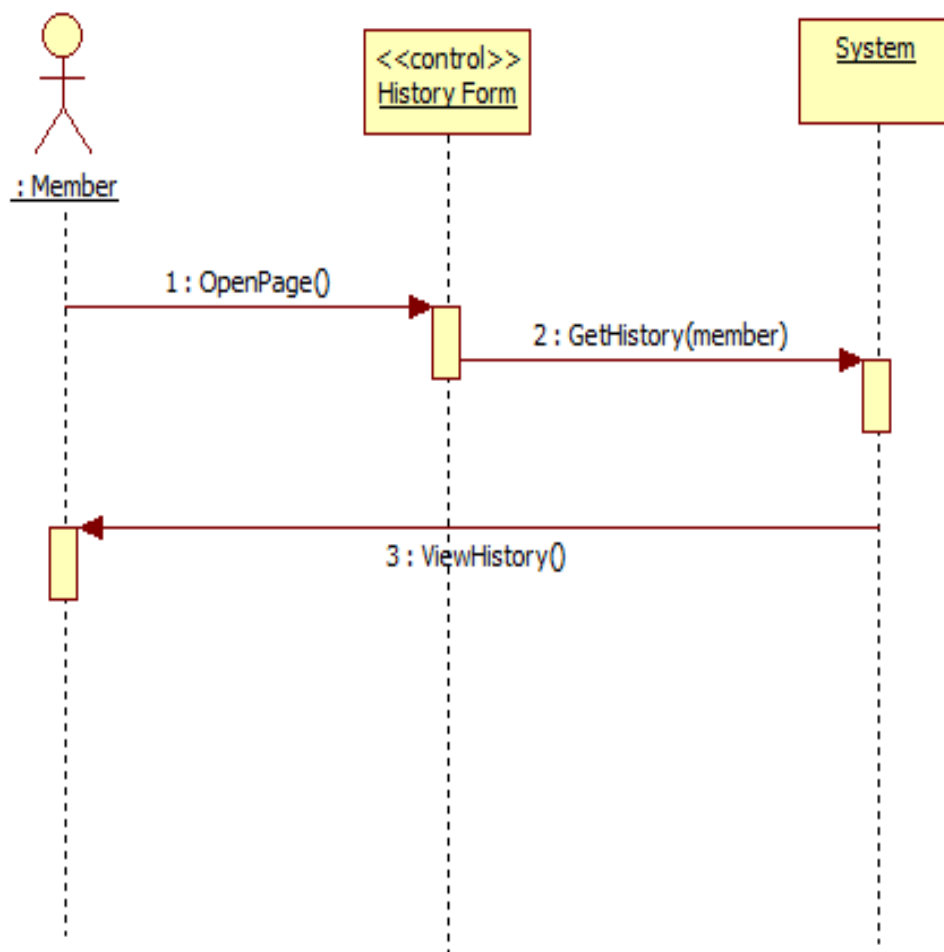 <<control>>
History Form
System
: Member
1 : OpenPage()
2 : GetHistory(member)
3 : ViewHistory()